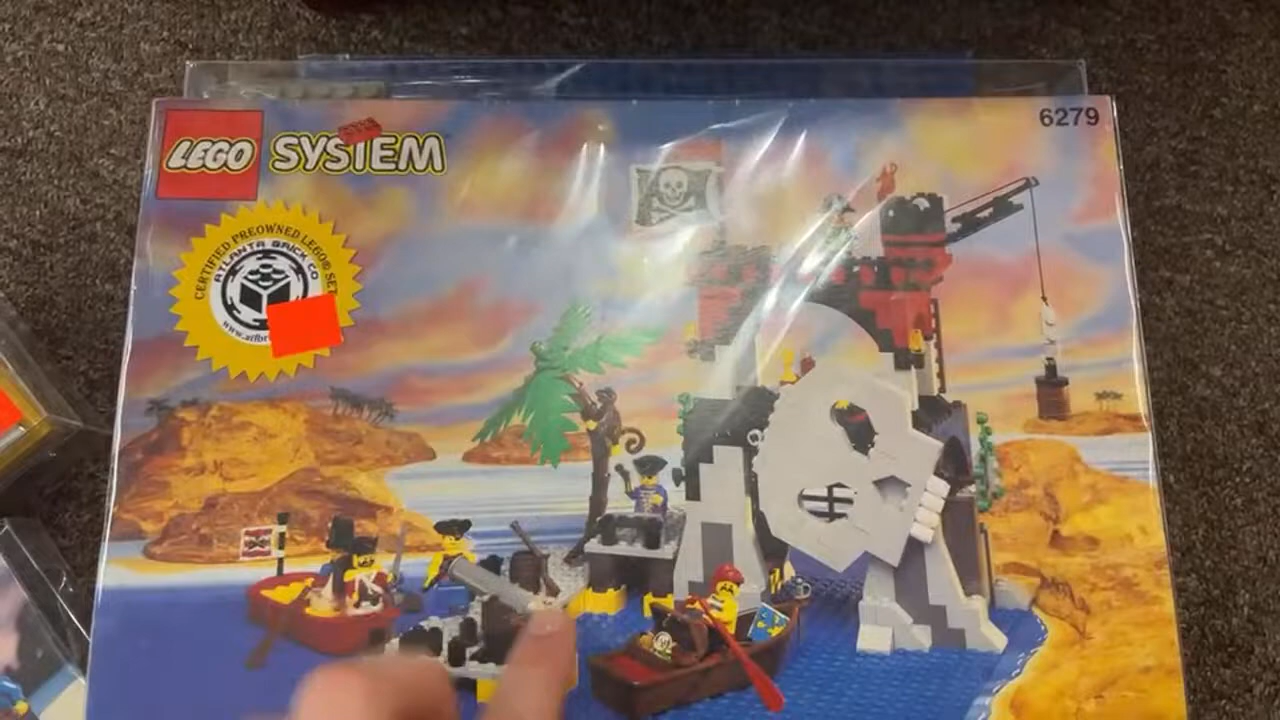 LEGO SYSTEM
6279
CERTIFIED PREOWNED LEGO® SET
ATLANTA BRICK CO